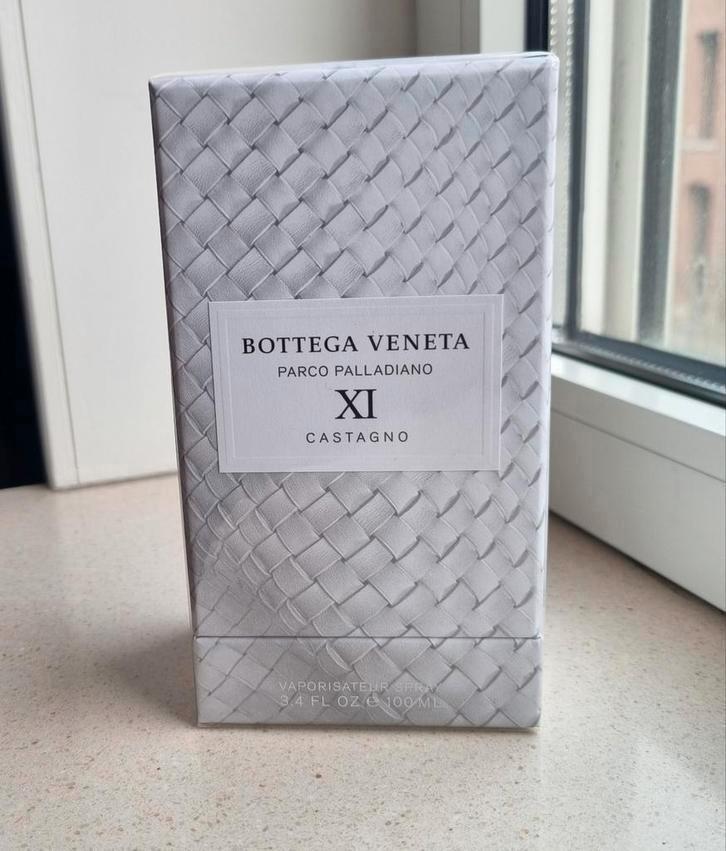 BOTTEGA VENETA
PARCO PALLADIANO
XI
CASTAGNO
VAPORISATEUR SPRAY
3.4 FL OZ ℮ 100 ML